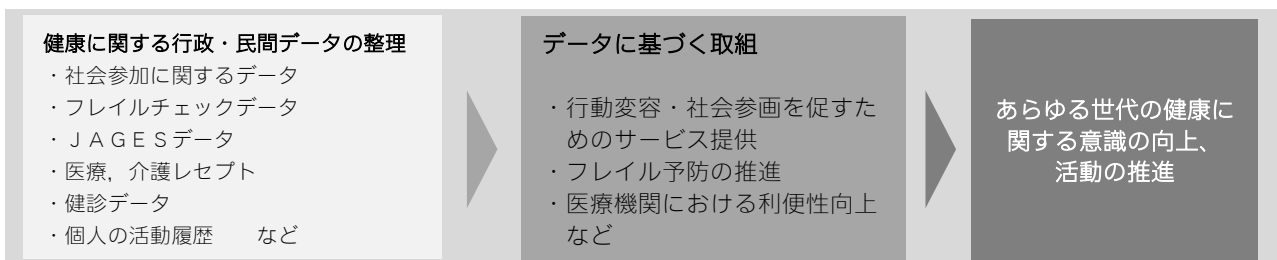 健康に関する行政・民間データの整理
・社会参加に関するデータ
・フレイルチェックデータ
・ＪＡＧＥＳデータ
・医療，介護レセプト
・健診データ
・個人の活動履歴　　など
データに基づく取組
・行動変容・社会参画を促すた
めのサービス提供
・フレイル予防の推進
・医療機関における利便性向上
など
あらゆる世代の健康に
関する意識の向上、
活動の推進